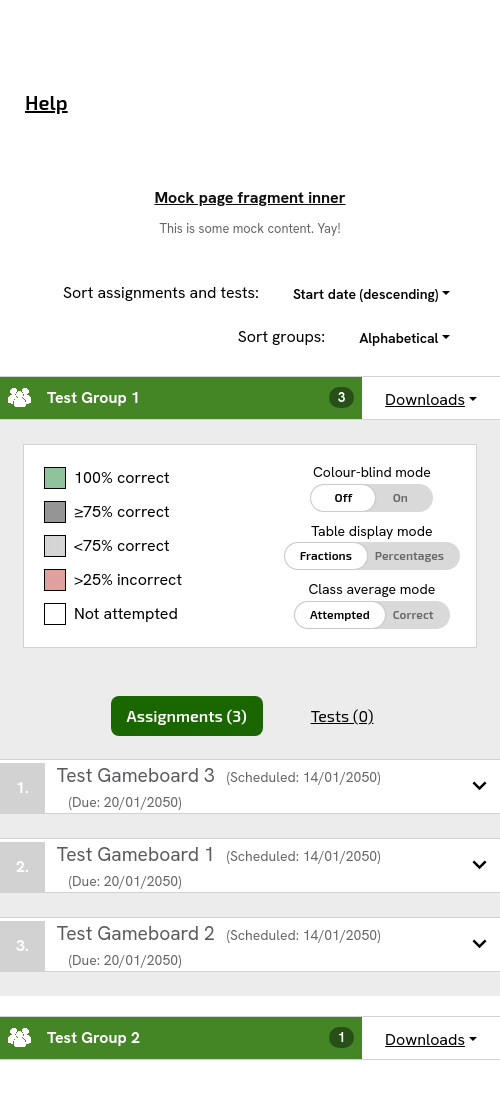 Help
Mock page fragment inner
This is some mock content. Yay!
Sort assignments and tests: Start date (descending)
Sort groups: Alphabetical
Test Group 1 3 Downloads
100% correct
≥75% correct
<75% correct
>25% incorrect
Not attempted
Colour-blind mode
Off On
Table display mode
Fractions Percentages
Class average mode
Attempted Correct
Assignments (3) Tests (0)
1. Test Gameboard 3 (Scheduled: 14/01/2050)
(Due: 20/01/2050)
2. Test Gameboard 1 (Scheduled: 14/01/2050)
(Due: 20/01/2050)
3. Test Gameboard 2 (Scheduled: 14/01/2050)
(Due: 20/01/2050)
Test Group 2 1 Downloads